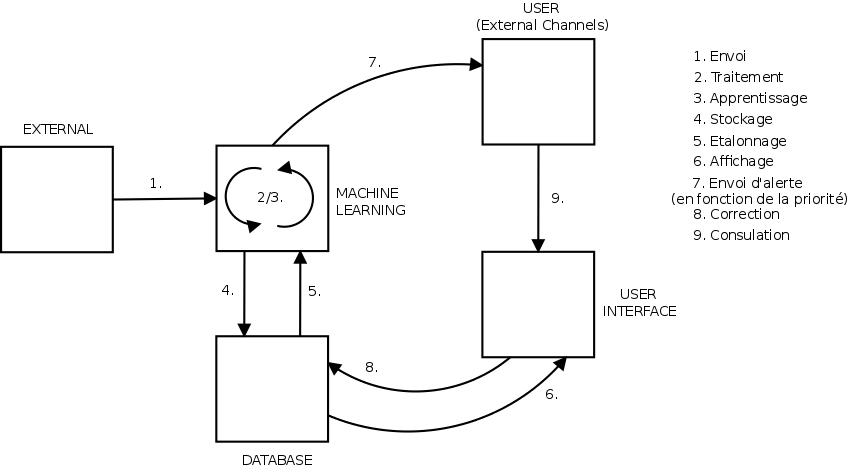 USER
(External Channels)
7.
1. Envoi
2. Traitement
3. Apprentissage
4. Stockage
5. Etalonnage
6. Affichage
7. Envoi d'alerte
(en fonction de la priorité)
8. Correction
9. Consulation
EXTERNAL
1.
2/3.
MACHINE
LEARNING
9.
4.
5.
USER
INTERFACE
8.
6.
DATABASE